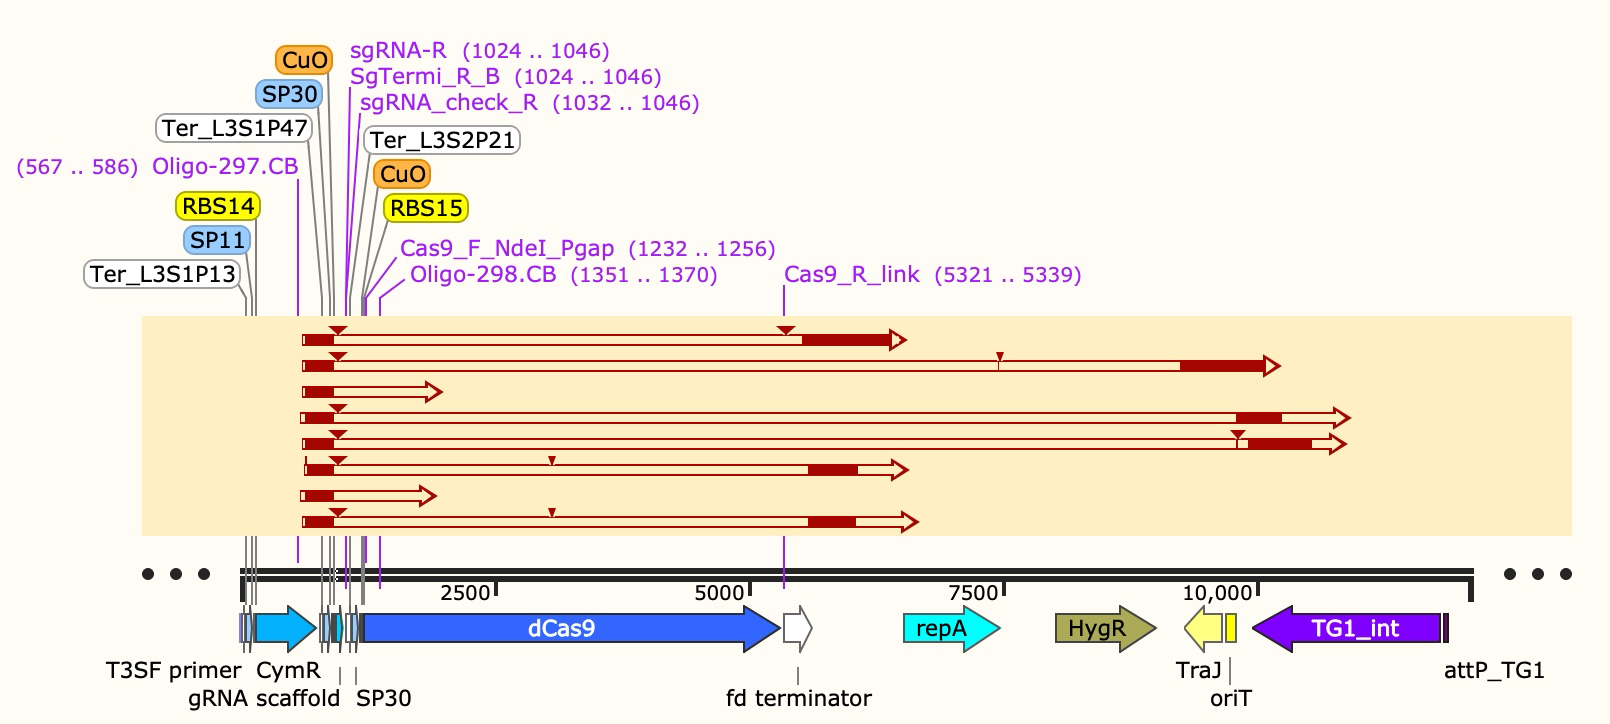 CuO
sgRNA-R (1024 .. 1046)
SP30
SgTermi_R_B (1024 .. 1046)
sgRNA_check_R (1032 .. 1046)
Ter_L3S1P47
Ter_L3S2P21
(567 .. 586) Oligo-297.CB
CuO
RBS14
RBS15
SP11
Cas9_F_NdeI_Pgap (1232 .. 1256)
Ter_L3S1P13
Oligo-298.CB (1351 .. 1370)
Cas9_R_link (5321 .. 5339)
2500
5000
7500
10,000
dCas9
repA
HygR
TG1_int
T3SF primer
CymR
TraJ
attP_TG1
gRNA scaffold
SP30
fd terminator
oriT